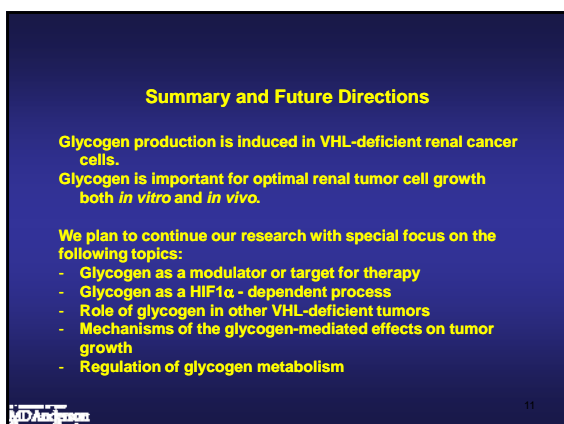 Summary and Future Directions
Glycogen production is induced in VHL-deficient renal cancer
cells.
Glycogen is important for optimal renal tumor cell growth
both in vitro and in vivo.
We plan to continue our research with special focus on the
following topics:
- Glycogen as a modulator or target for therapy
- Glycogen as a HIF1α - dependent process
- Role of glycogen in other VHL-deficient tumors
- Mechanisms of the glycogen-mediated effects on tumor
growth
- Regulation of glycogen metabolism
MDAnderson
11